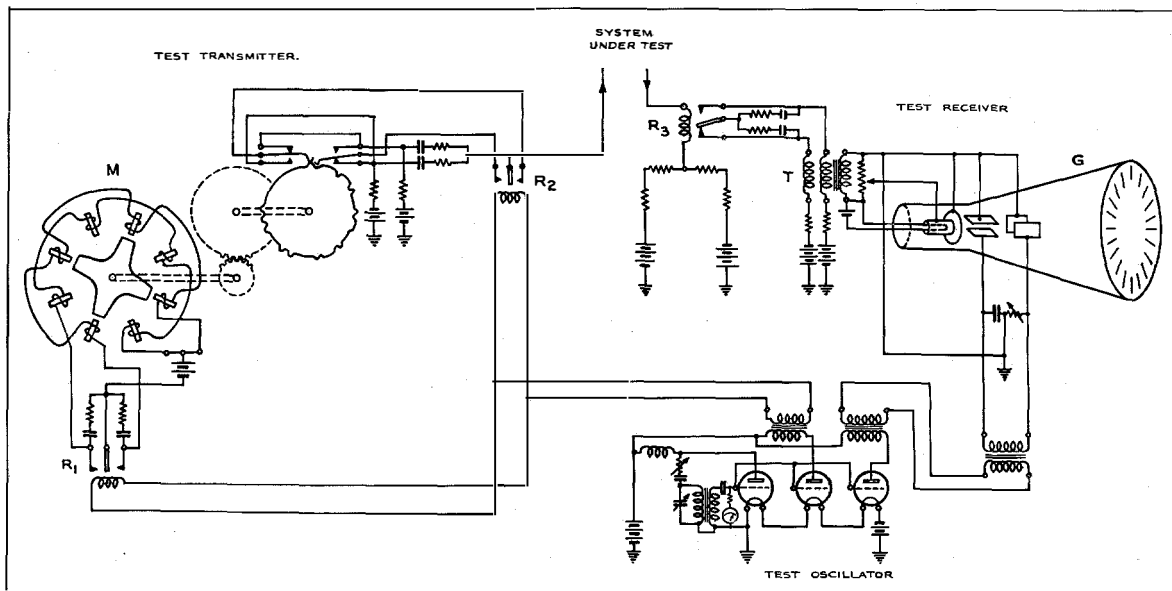 TEST TRANSMITTER.
SYSTEM
UNDER TEST
TEST RECEIVER
M
R2
R3
T
G
R1
TEST OSCILLATOR